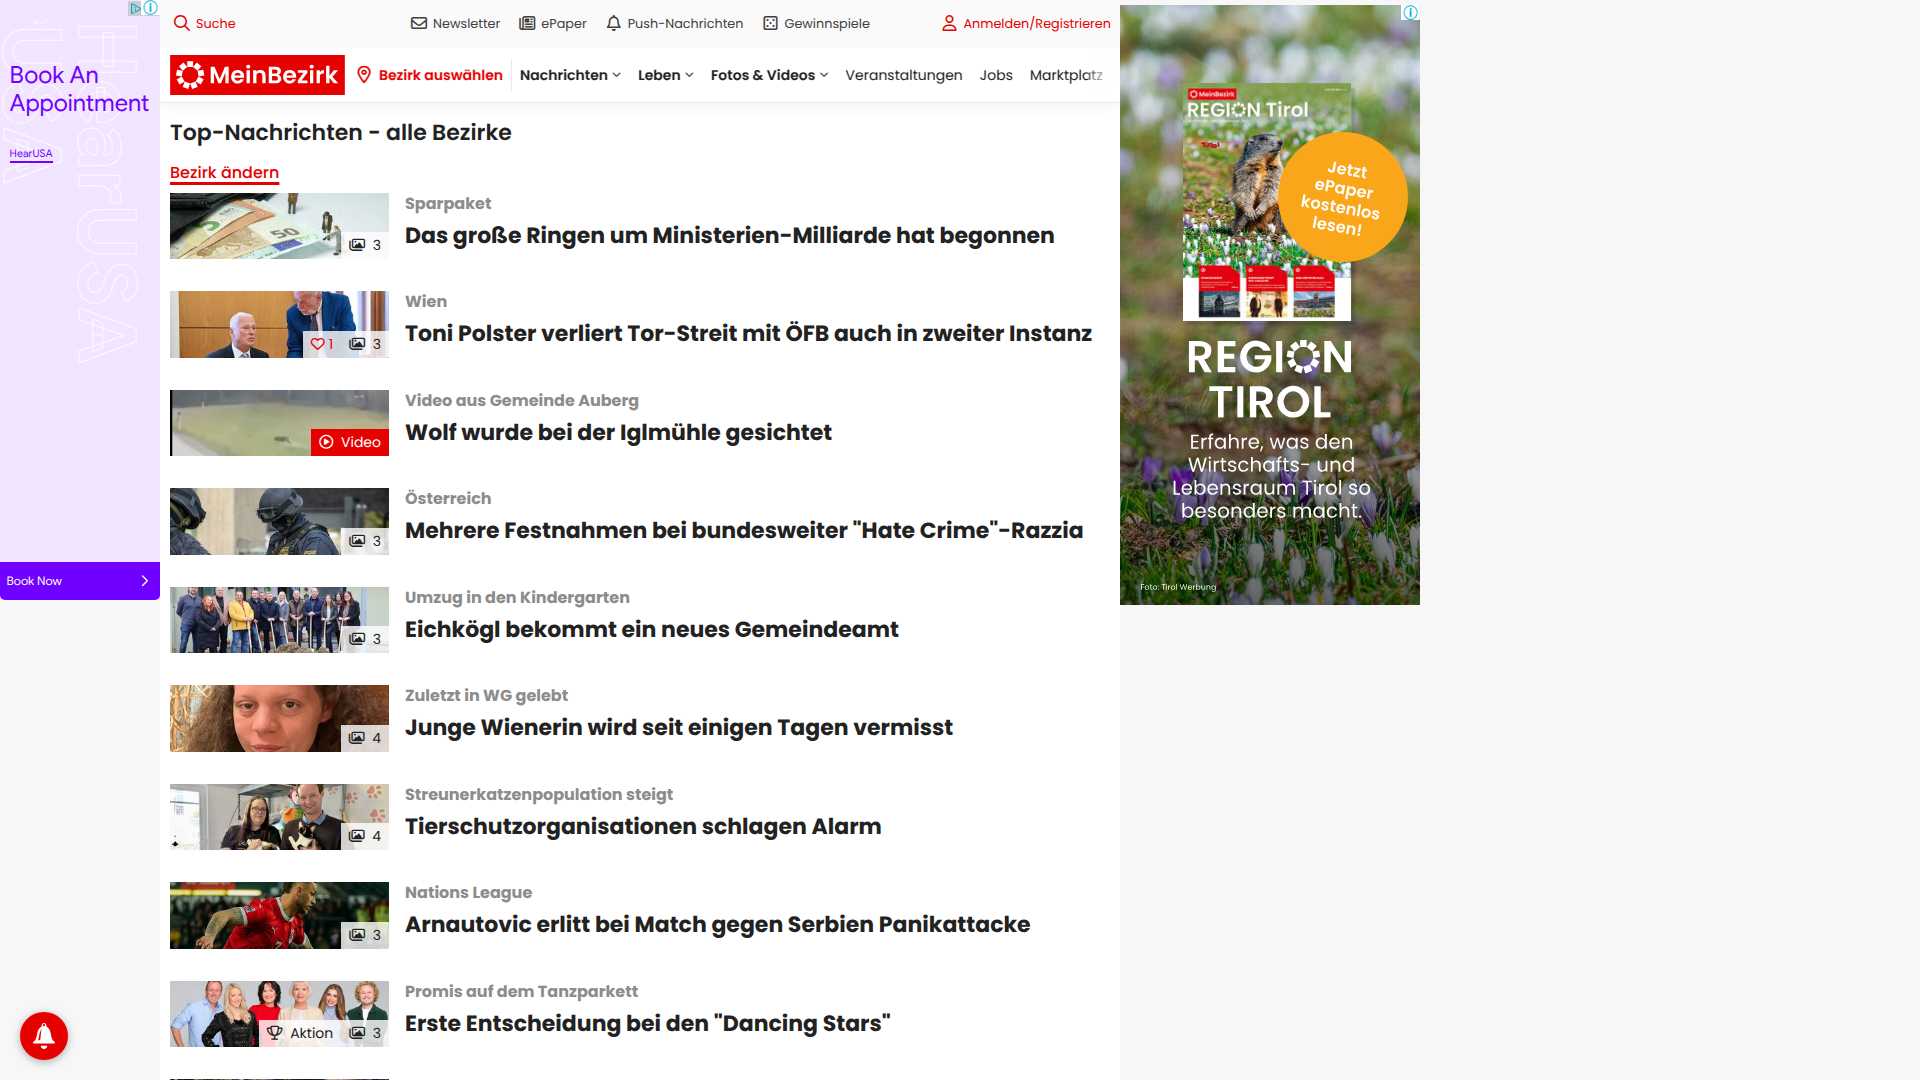 Suche
Newsletter
ePaper
Push-Nachrichten
Gewinnspiele
Anmelden/Registrieren
MeinBezirk
Bezirk auswählen
Nachrichten
Leben
Fotos & Videos
Veranstaltungen
Jobs
Marktplatz
Book An
Appointment
HearUSA
HearUSA
Book Now
Top-Nachrichten - alle Bezirke
Bezirk ändern
Sparpaket
Das große Ringen um Ministerien-Milliarde hat begonnen
3
Wien
Toni Polster verliert Tor-Streit mit ÖFB auch in zweiter Instanz
1
3
Video aus Gemeinde Auberg
Wolf wurde bei der Iglmühle gesichtet
Video
Österreich
Mehrere Festnahmen bei bundesweiter "Hate Crime"-Razzia
3
Umzug in den Kindergarten
Eichkögl bekommt ein neues Gemeindeamt
3
Zuletzt in WG gelebt
Junge Wienerin wird seit einigen Tagen vermisst
4
Streunerkatzenpopulation steigt
Tierschutzorganisationen schlagen Alarm
4
Nations League
Arnautovic erlitt bei Match gegen Serbien Panikattacke
3
Promis auf dem Tanzparkett
Erste Entscheidung bei den "Dancing Stars"
Aktion
3
MeinBezirk
REGION Tirol
Jetzt
ePaper
kostenlos
lesen!
REGION
TIROL
Erfahre, was den
Wirtschafts- und
Lebensraum Tirol so
besonders macht.
Foto: Tirol Werbung